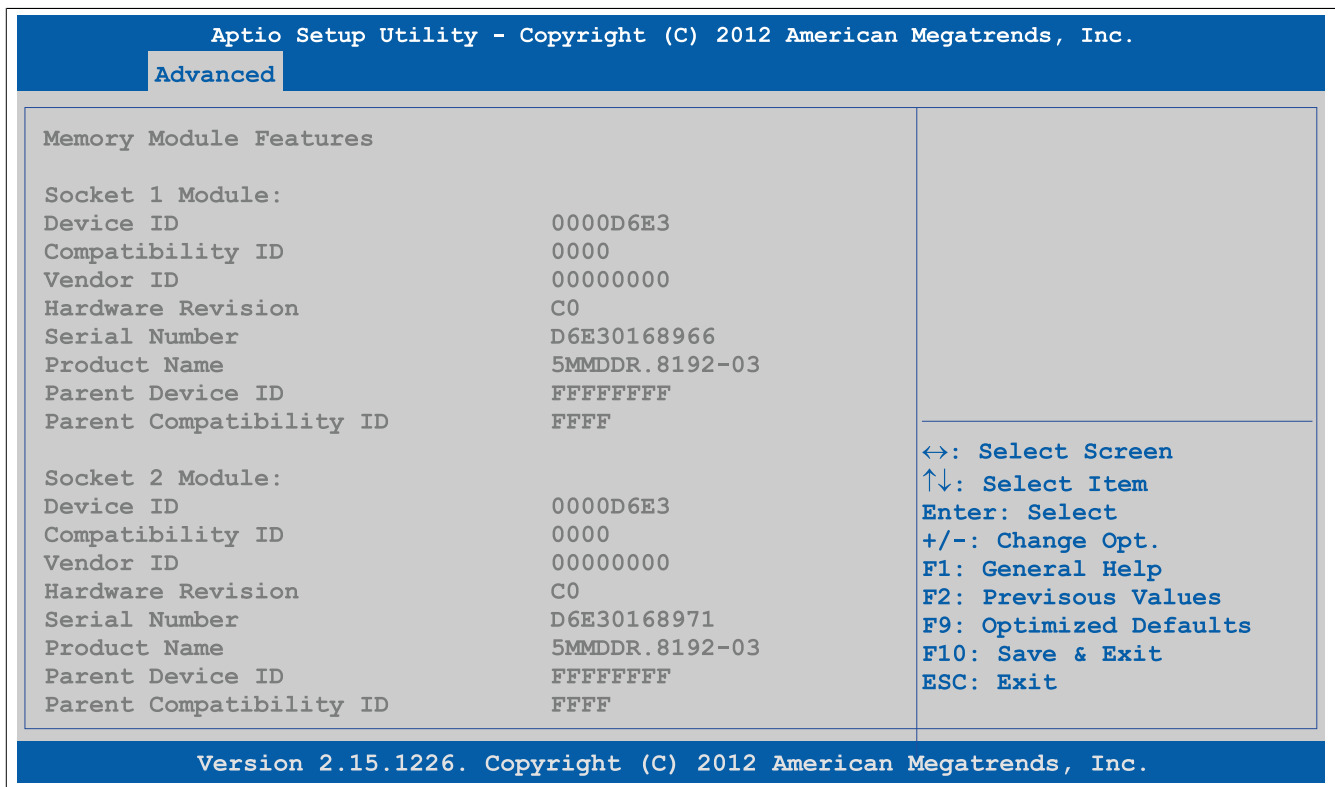 Aptio Setup Utility - Copyright (C) 2012 American Megatrends, Inc.
Advanced
Memory Module Features
Socket 1 Module:
Device ID 0000D6E3
Compatibility ID 0000
Vendor ID 00000000
Hardware Revision C0
Serial Number D6E30168966
Product Name 5MMDDR.8192-03
Parent Device ID FFFFFFFF
Parent Compatibility ID FFFF
Socket 2 Module:
Device ID 0000D6E3
Compatibility ID 0000
Vendor ID 00000000
Hardware Revision C0
Serial Number D6E30168971
Product Name 5MMDDR.8192-03
Parent Device ID FFFFFFFF
Parent Compatibility ID FFFF
↔: Select Screen
↑↓: Select Item
Enter: Select
+/-: Change Opt.
F1: General Help
F2: Previsous Values
F9: Optimized Defaults
F10: Save & Exit
ESC: Exit
Version 2.15.1226. Copyright (C) 2012 American Megatrends, Inc.